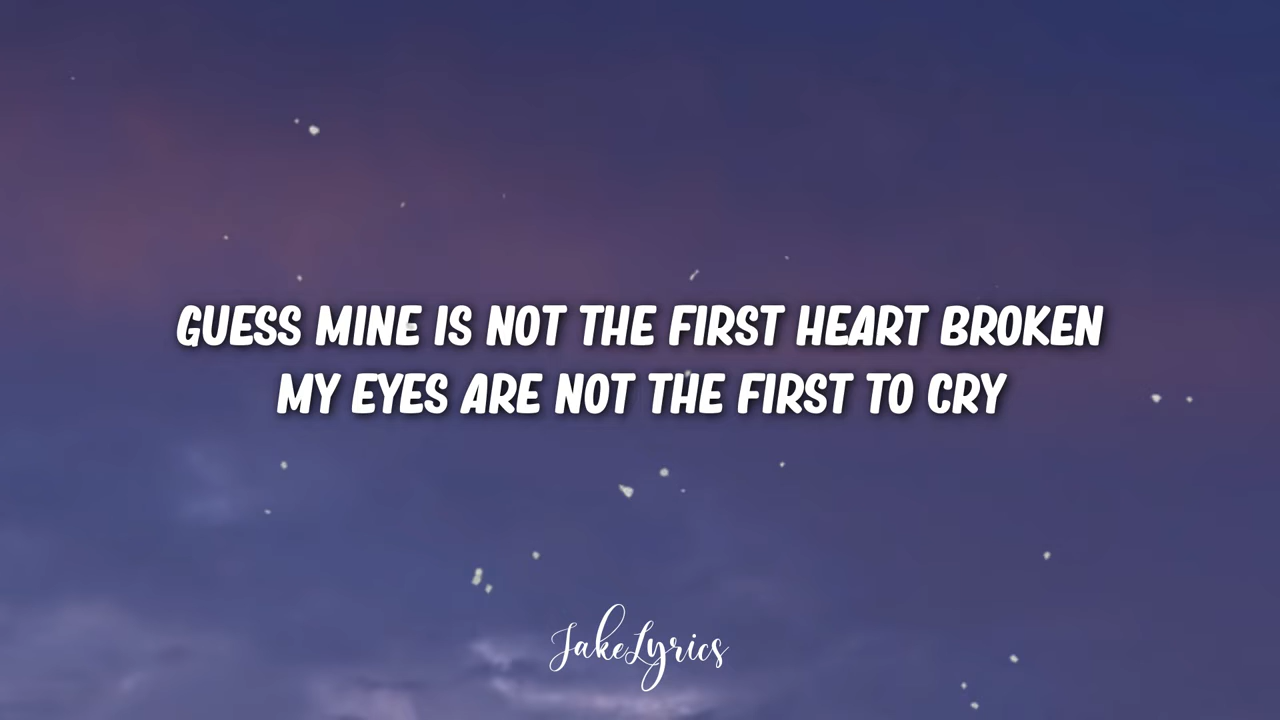 GUESS MINE IS NOT THE FIRST HEART BROKEN
MY EYES ARE NOT THE FIRST TO CRY
JakeLyrics